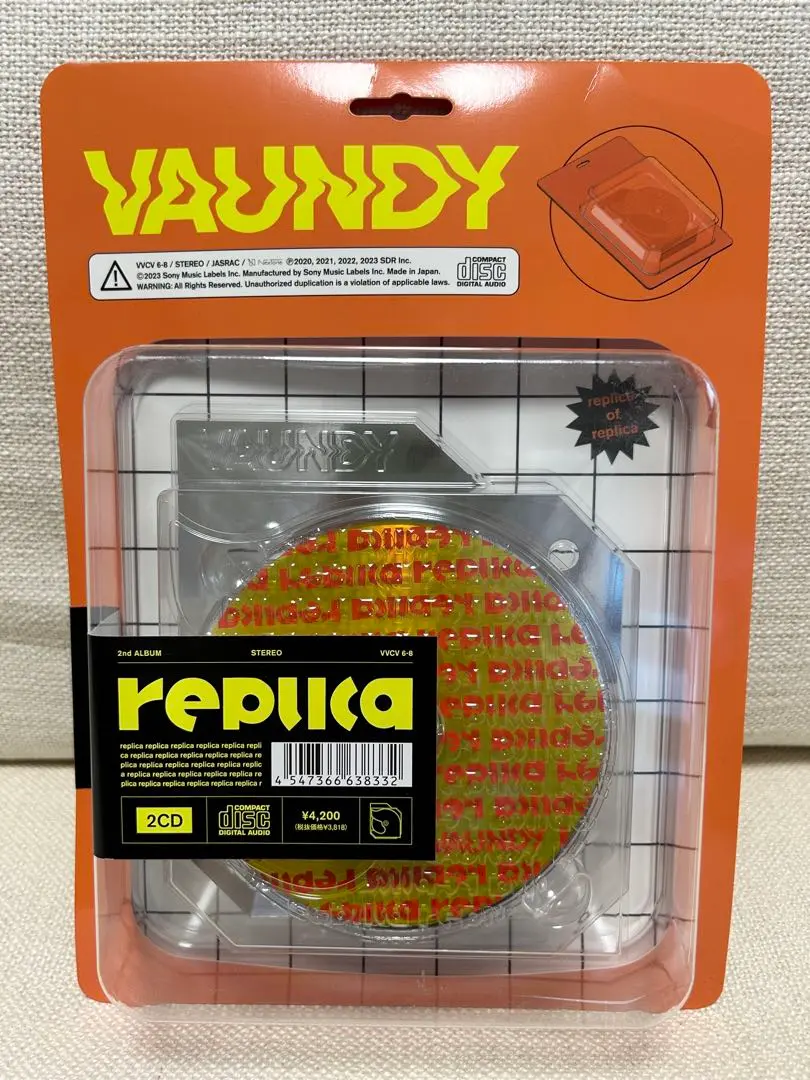 VAUNDY
VVCV 6-8 / STEREO / JASRAC / NexTone ℗2020, 2021, 2022, 2023 SDR Inc.
©2023 Sony Music Labels Inc. Manufactured by Sony Music Labels Inc. Made in Japan.
WARNING: All Rights Reserved. Unauthorized duplication is a violation of applicable laws.
COMPACT
disc
DIGITAL AUDIO
replica
of
replica
VAUNDY
2nd ALBUM STEREO VVCV 6-8
replica
replica replica replica replica replica repli
ca replica replica replica replica replica re
plica replica replica replica replica replic
a replica replica replica replica replica re
plica replica replica replica replica replica r
4 547366 638332
2CD
COMPACT
disc
DIGITAL AUDIO
¥4,200
(税抜価格¥3,818)